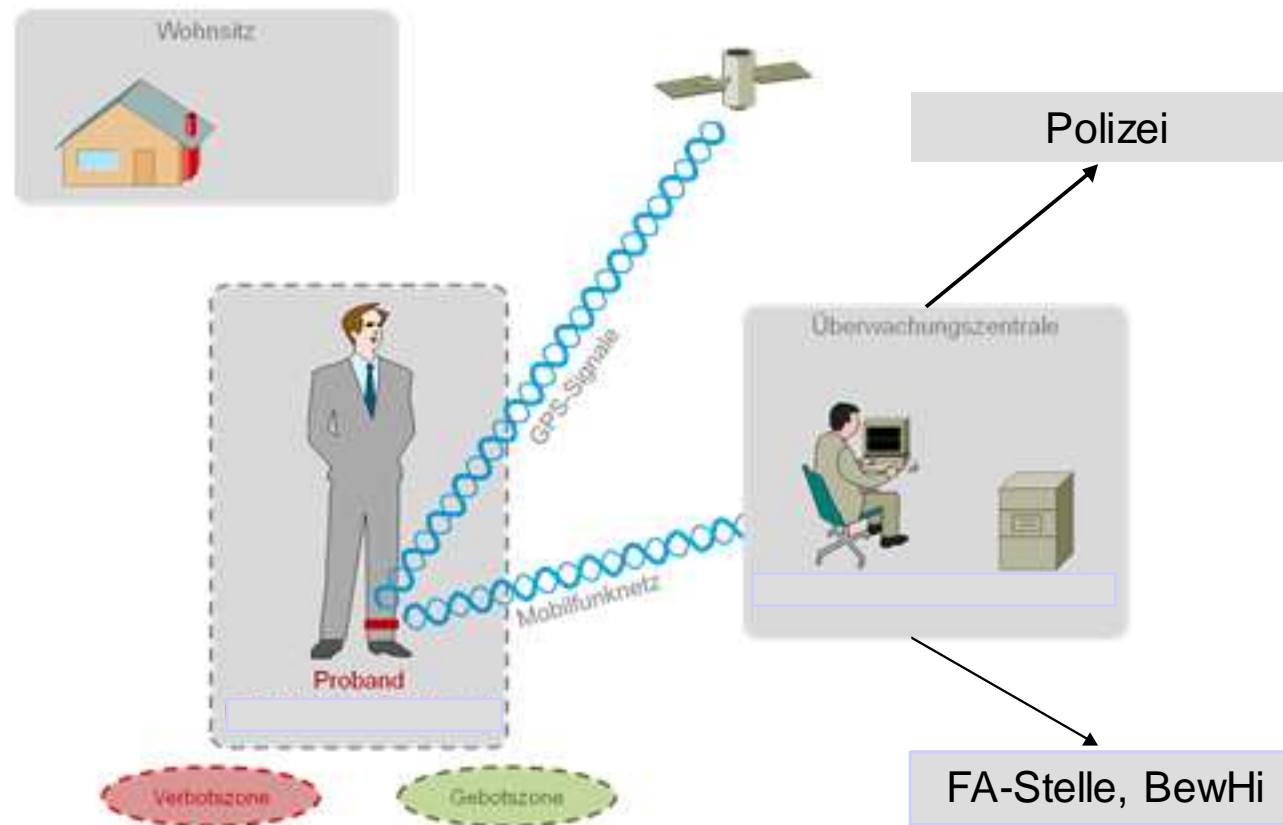 Wohnsitz
Polizei
Überwachungszentrale
GPS-Signale
Mobilfunknetz
Proband
Verbotszone
Gebotszone
FA-Stelle, BewHi